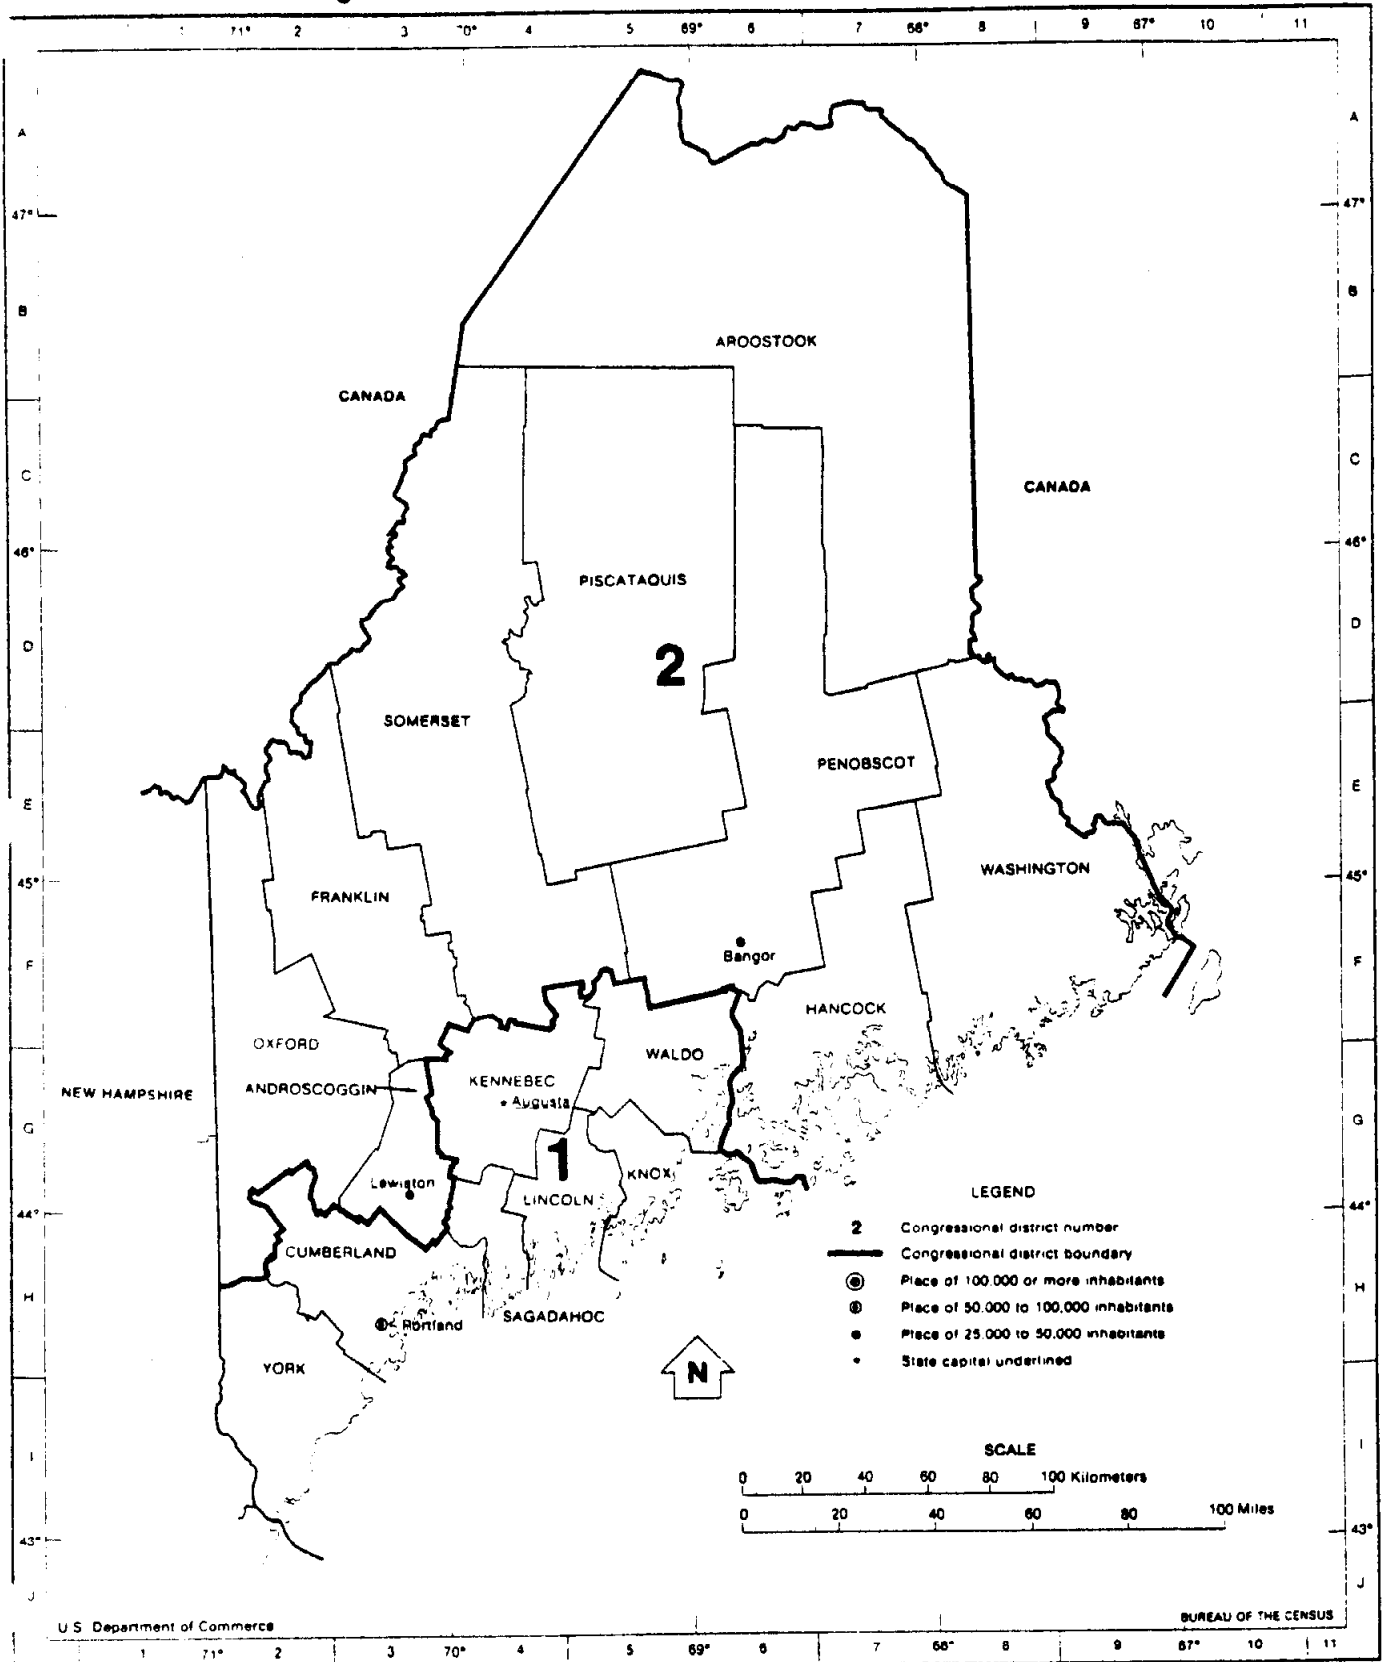 1 71° 2 3 70° 4 5 69° 6 7 68° 8 9 67° 10 11
A A
47° 47°
B B
AROOSTOOK
CANADA
C C
CANADA
46° 46°
PISCATAQUIS
D D
2
SOMERSET
PENOBSCOT
E E
WASHINGTON
45° 45°
FRANKLIN
Bangor
F F
HANCOCK
OXFORD
WALDO
KENNEBEC
ANDROSCOGGIN
NEW HAMPSHIRE
Augusta
G G
1
KNOX
Lewiston
LINCOLN
LEGEND
44° 44°
2 Congressional district number
CUMBERLAND
Congressional district boundary
Place of 100,000 or more inhabitants
H H
Place of 50,000 to 100,000 inhabitants
SAGADAHOC
Portland
Place of 25,000 to 50,000 inhabitants
State capital underlined
YORK
N
I I
SCALE
0 20 40 60 80 100 Kilometers
0 20 40 60 80 100 Miles
43° 43°
J J
U.S. Department of Commerce
BUREAU OF THE CENSUS
1 71° 2 3 70° 4 5 69° 6 7 68° 8 9 67° 10 11